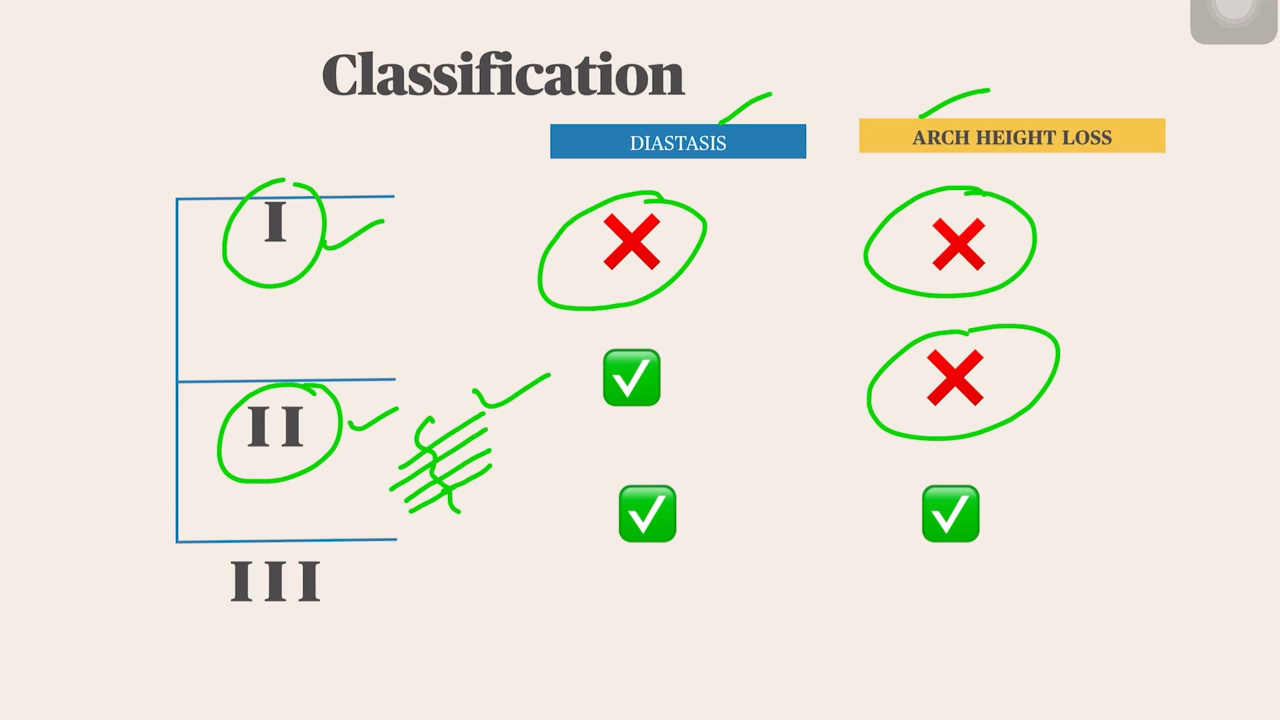 Classification
DIASTASIS
ARCH HEIGHT LOSS
I
II
III